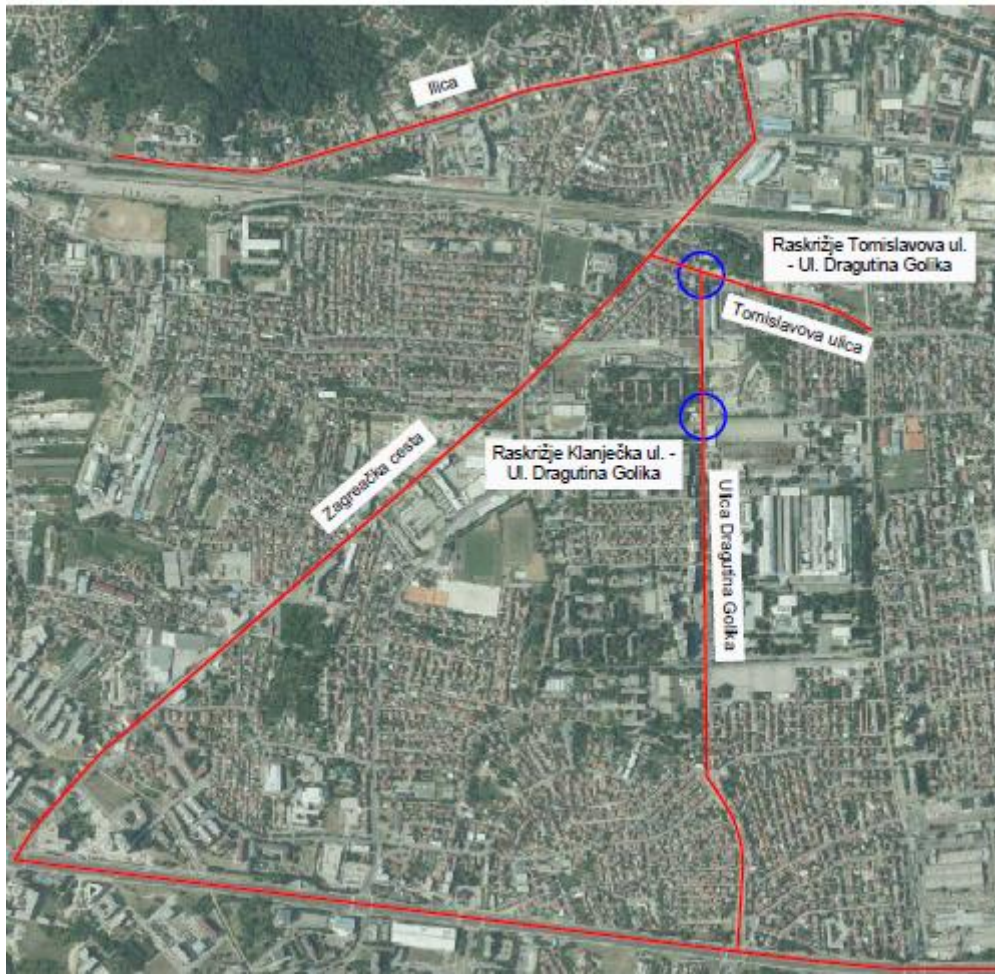 Ilica
Raskrižje Tomislavova ul.
- Ul. Dragutina Golika
Tomislavova ulica
Raskrižje Klanječka ul. -
Ul. Dragutina Golika
Zagreačka cesta
Ulica Dragutina Golika